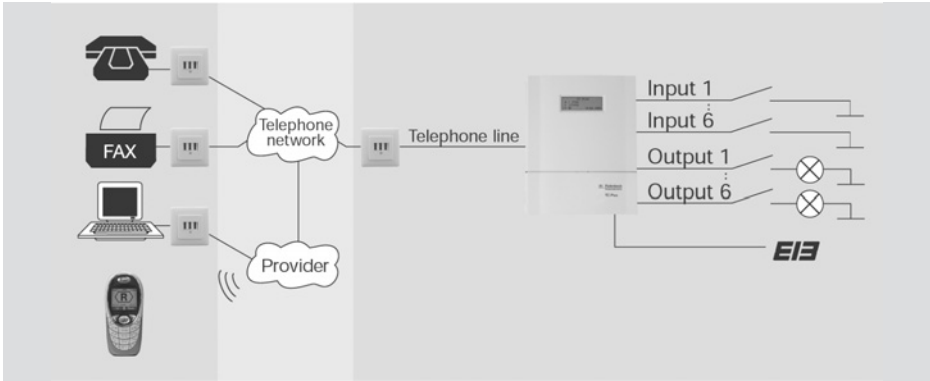 Input 1
Input 6
Telephone
network
Telephone line
FAX
Output 1
Output 6
Provider
EIB
R